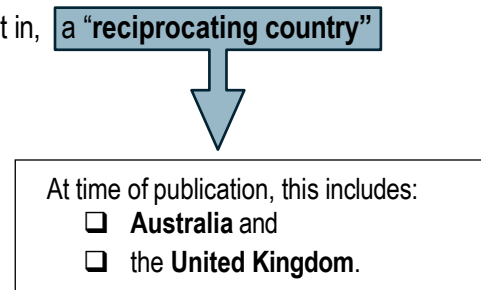 t in, a “reciprocating country”
At time of publication, this includes:
❑ Australia and
❑ the United Kingdom.